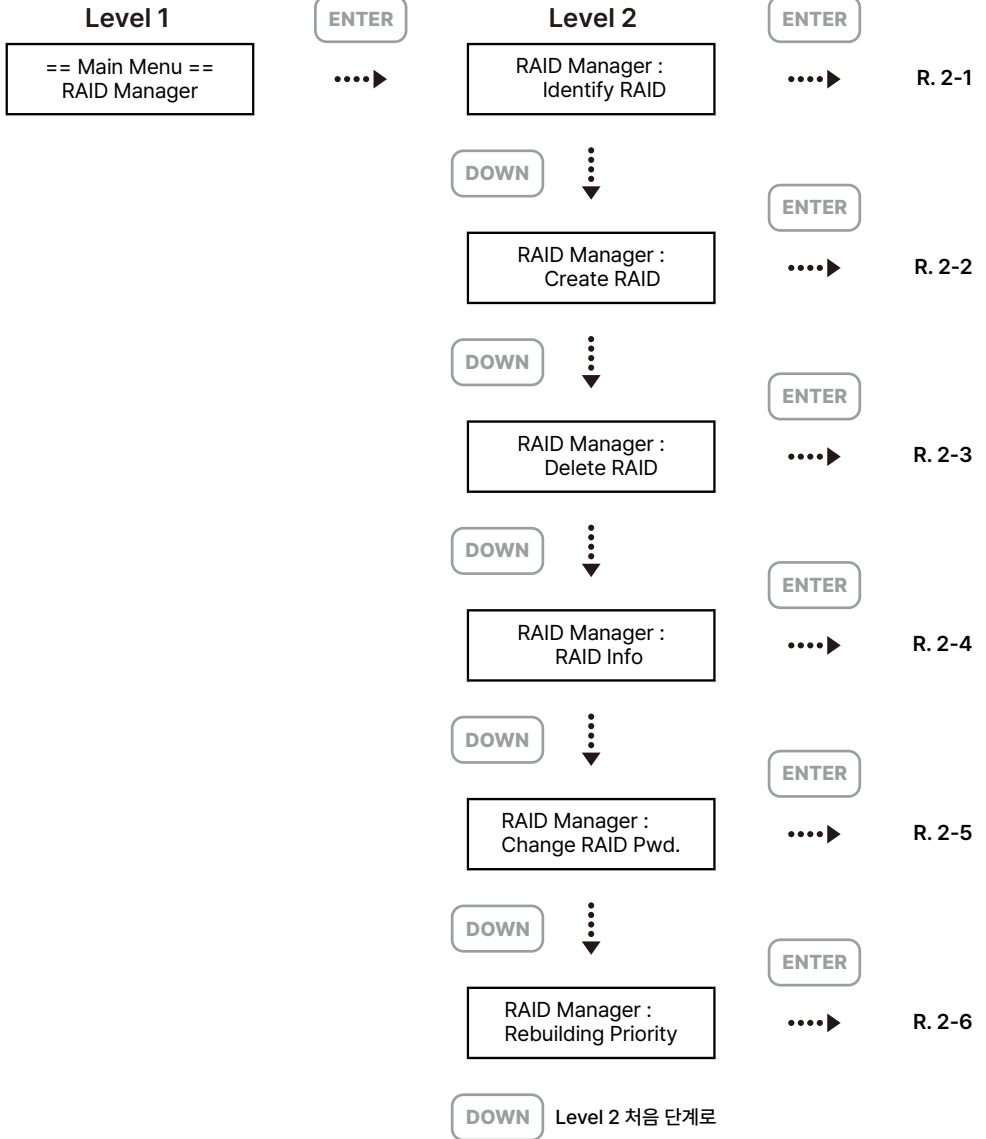 Level 1
ENTER
Level 2
ENTER
== Main Menu ==
RAID Manager
RAID Manager :
Identify RAID
R. 2-1
DOWN
ENTER
RAID Manager :
Create RAID
R. 2-2
DOWN
ENTER
RAID Manager :
Delete RAID
R. 2-3
DOWN
ENTER
RAID Manager :
RAID Info
R. 2-4
DOWN
ENTER
RAID Manager :
Change RAID Pwd.
R. 2-5
DOWN
ENTER
RAID Manager :
Rebuilding Priority
R. 2-6
DOWN Level 2 처음 단계로